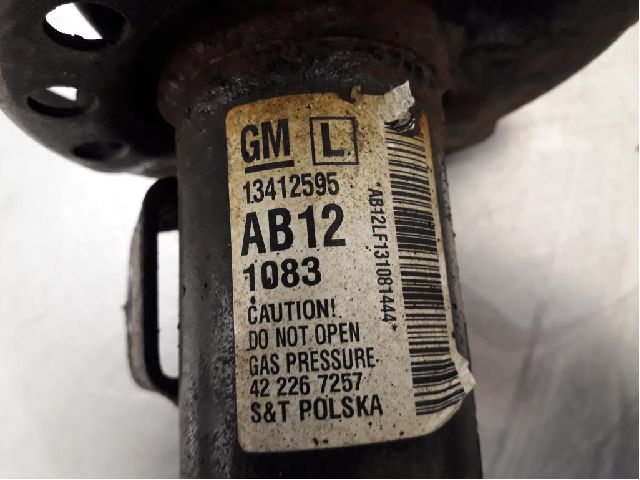 GM L
13412595
AB12
1083
CAUTION!
DO NOT OPEN
GAS PRESSURE
42 226 7257
S&T POLSKA
*AB12LF131081444*